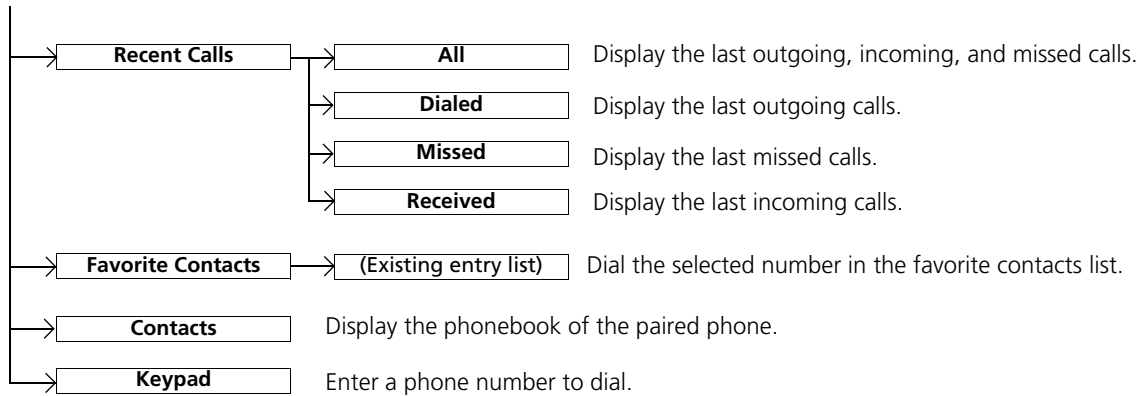 Recent Calls All Display the last outgoing, incoming, and missed calls.
Dialed Display the last outgoing calls.
Missed Display the last missed calls.
Received Display the last incoming calls.
Favorite Contacts (Existing entry list) Dial the selected number in the favorite contacts list.
Contacts Display the phonebook of the paired phone.
Keypad Enter a phone number to dial.